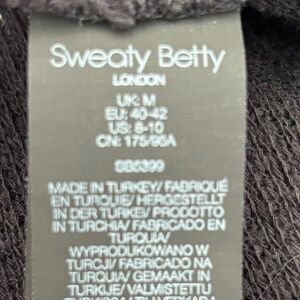 Sweaty Betty
LONDON
UK: M
EU: 40-42
US: 8-10
CN: 175/96A
SB5399
MADE IN TURKEY/ FABRIQUÉ
EN TURQUIE/ HERGESTELLT
IN DER TÜRKEI/ PRODOTTO
IN TURCHIA/ FABRICADO EN
TURQUÍA/
WYPRODUKOWANO W
TURCJI/ FABRICADO NA
TURQUIA/ GEMAAKT IN
TURKIJE/ VALMISTETTU